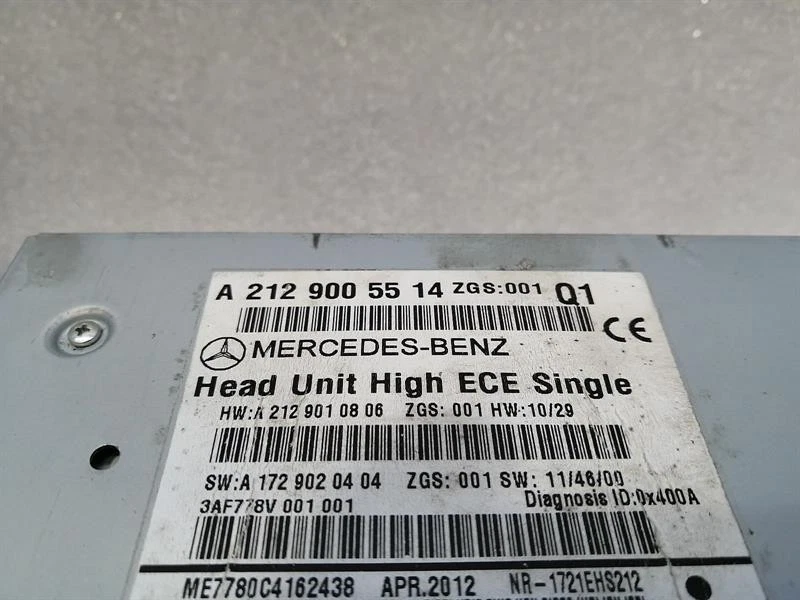 A 212 900 55 14 ZGS:001 Q1
CE
MERCEDES-BENZ
Head Unit High ECE Single
HW:A 212 901 08 06 ZGS: 001 HW:10/29
SW:A 172 902 04 04 ZGS: 001 SW: 11/46/00
3AF778V 001 001 Diagnosis ID:0x400A
ME7780C4162438 APR.2012 NR-1721EHS212